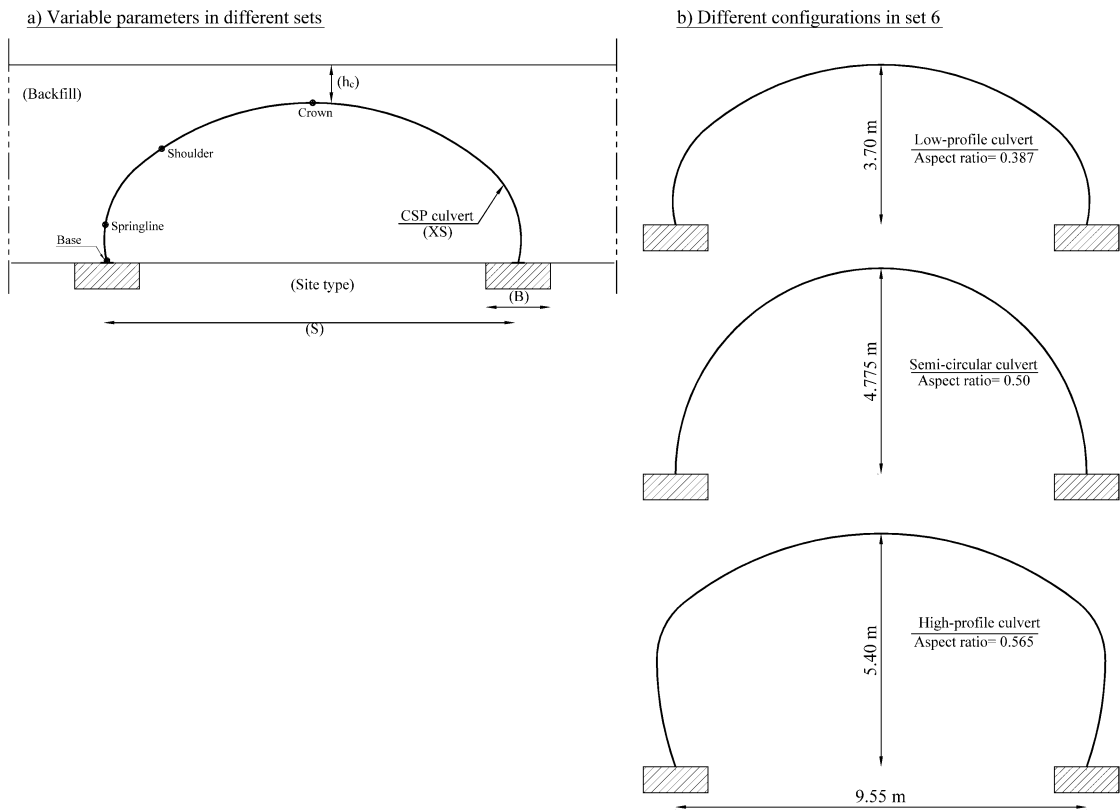 a) Variable parameters in different sets
(Backfill)
(hc)
Crown
Shoulder
Springline
Base
CSP culvert
(XS)
(Site type)
(B)
(S)
b) Different configurations in set 6
3.70 m
Low-profile culvert
Aspect ratio= 0.387
4.775 m
Semi-circular culvert
Aspect ratio= 0.50
5.40 m
High-profile culvert
Aspect ratio= 0.565
9.55 m